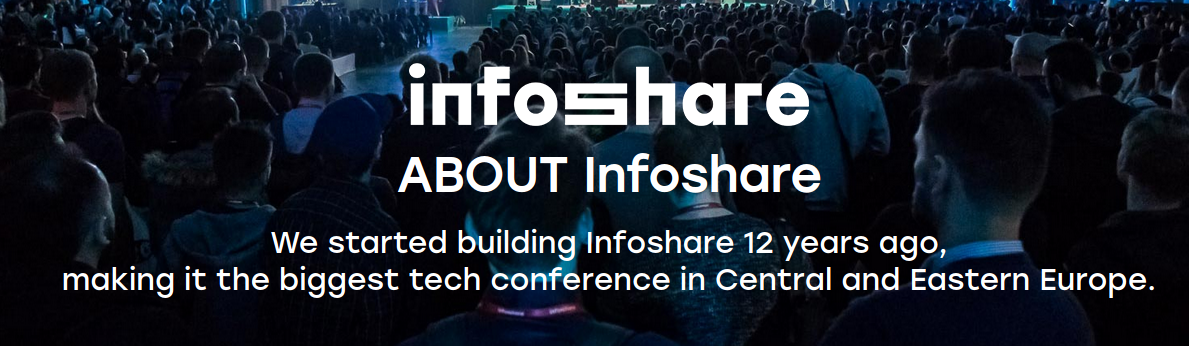 infoshare
ABOUT Infoshare
We started building Infoshare 12 years ago,
making it the biggest tech conference in Central and Eastern Europe.